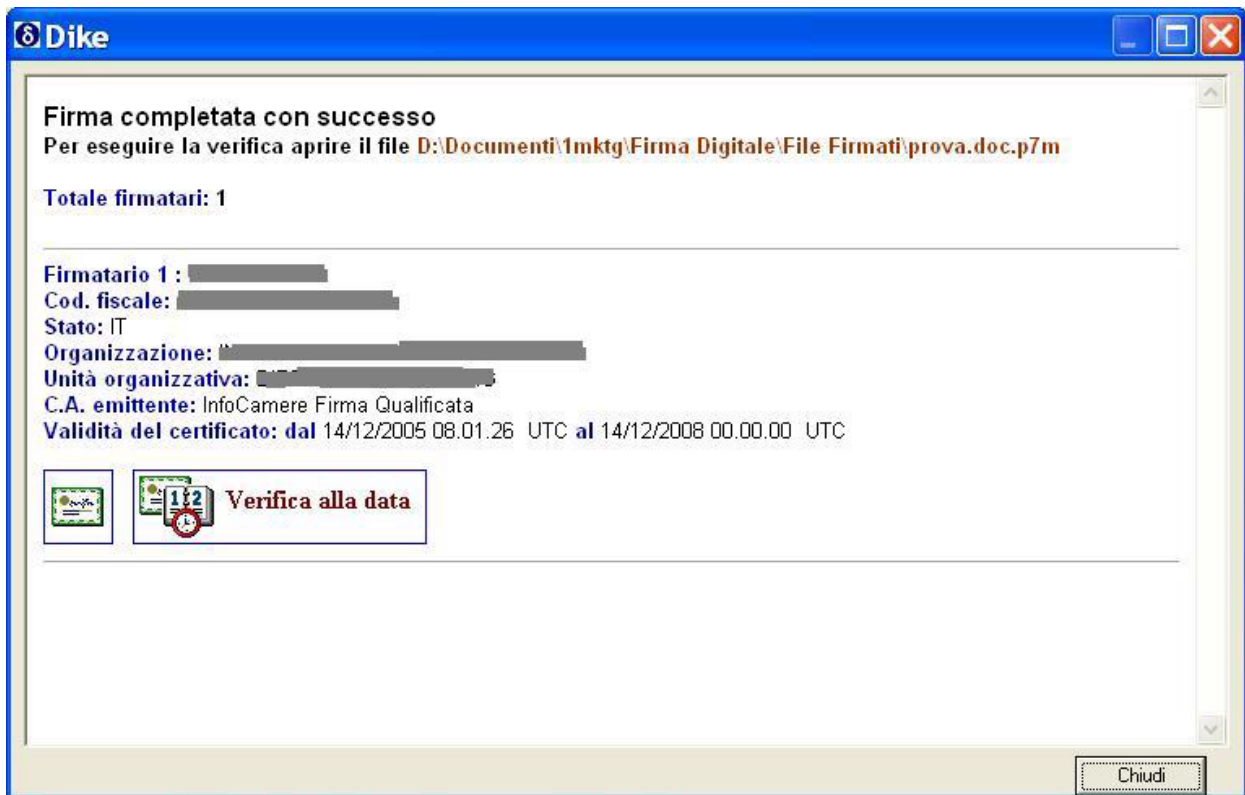 Dike
Firma completata con successo
Per eseguire la verifica aprire il file D:\Documenti\1mktg\Firma Digitale\File Firmati\prova.doc.p7m
Totale firmatari: 1
Firmatario 1 :
Cod. fiscale:
Stato: IT
Organizzazione:
Unità organizzativa:
C.A. emittente: InfoCamere Firma Qualificata
Validità del certificato: dal 14/12/2005 08.01.26 UTC al 14/12/2008 00.00.00 UTC
Verifica alla data
Chiudi